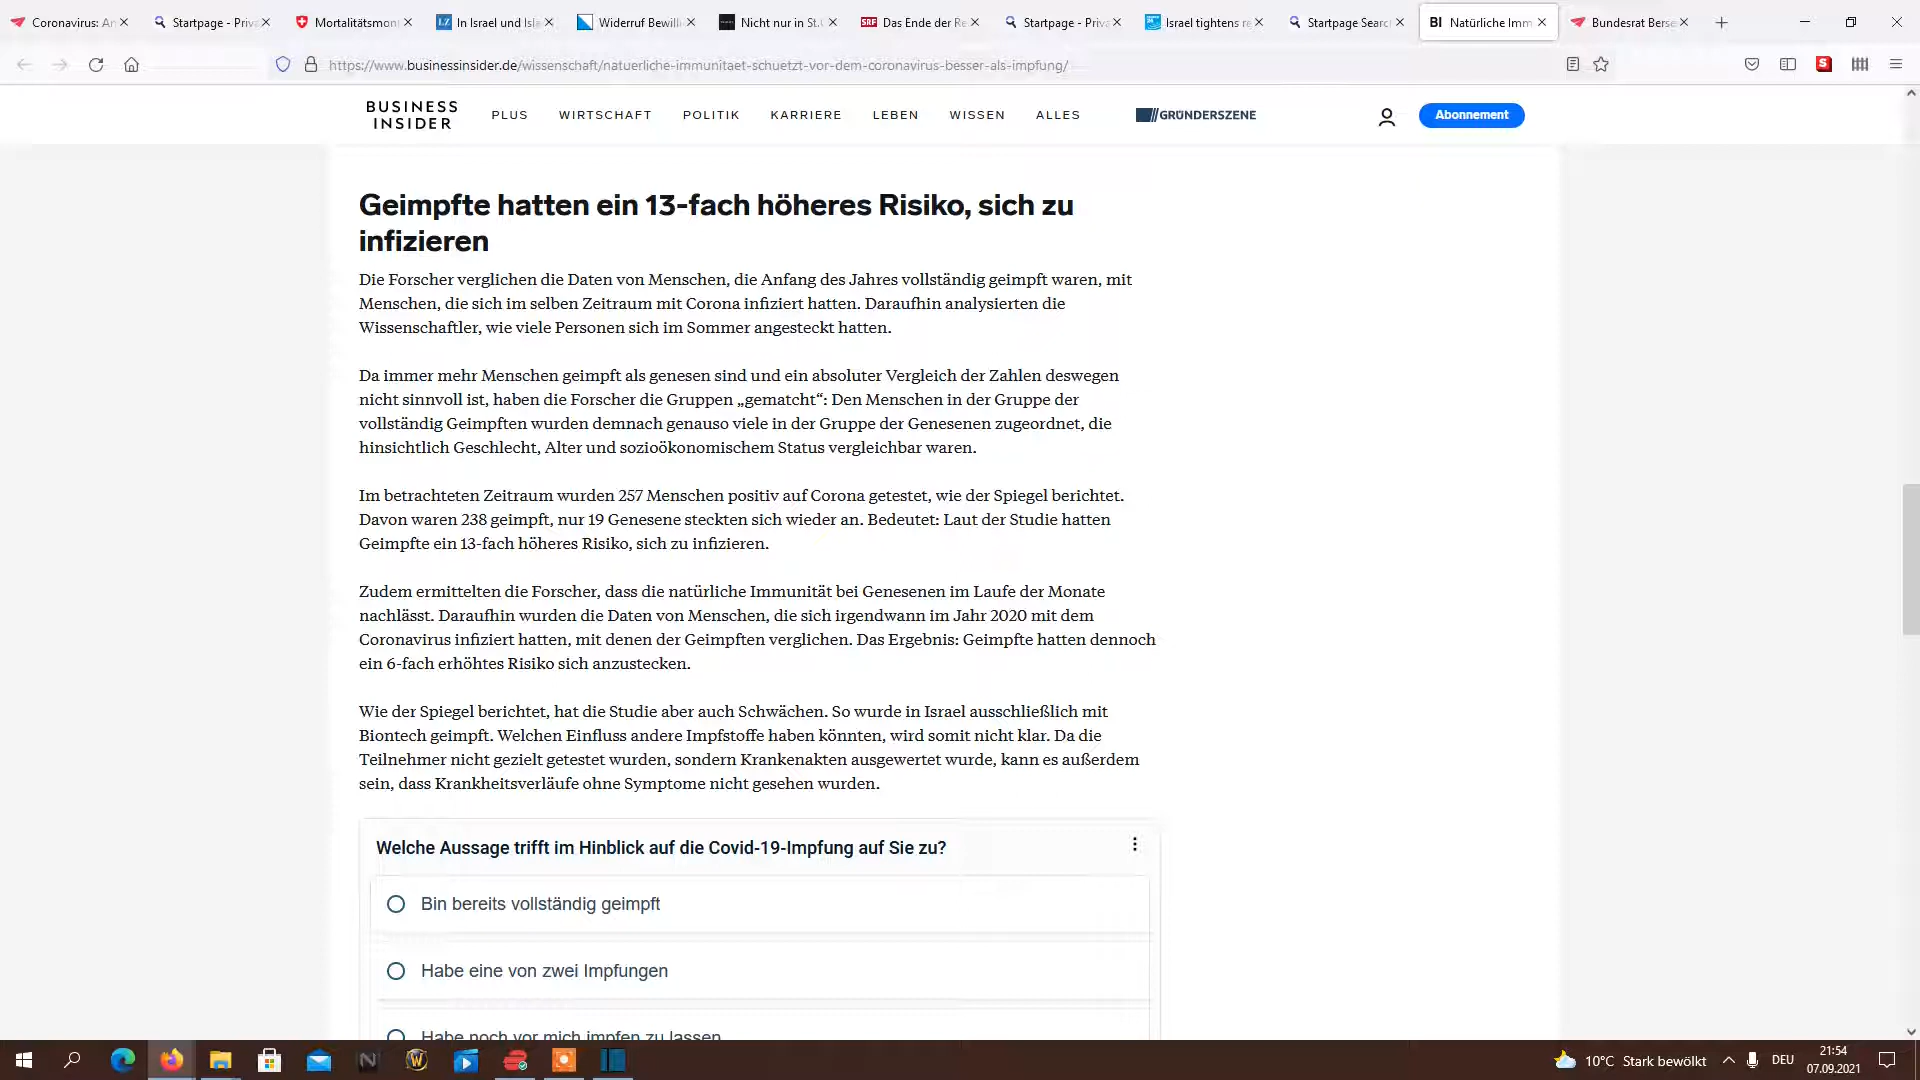 Coronavirus: An
Startpage - Priva
Mortalitätsmoni
In Israel und Isla
Widerruf Bewilli
Nicht nur in St.
Das Ende der Re
Startpage - Priva
Israel tightens re
Startpage Searc
Natürliche Imm
Bundesrat Berse
https://www.businessinsider.de/wissenschaft/natuerliche-immunitaet-schuetzt-vor-dem-coronavirus-besser-als-impfung/
BUSINESS
INSIDER
PLUS WIRTSCHAFT POLITIK KARRIERE LEBEN WISSEN ALLES
GRÜNDERSZENE
Abonnement
Geimpfte hatten ein 13-fach höheres Risiko, sich zu
infizieren
Die Forscher verglichen die Daten von Menschen, die Anfang des Jahres vollständig geimpft waren, mit
Menschen, die sich im selben Zeitraum mit Corona infiziert hatten. Daraufhin analysierten die
Wissenschaftler, wie viele Personen sich im Sommer angesteckt hatten.
Da immer mehr Menschen geimpft als genesen sind und ein absoluter Vergleich der Zahlen deswegen
nicht sinnvoll ist, haben die Forscher die Gruppen „gematcht“: Den Menschen in der Gruppe der
vollständig Geimpften wurden demnach genauso viele in der Gruppe der Genesenen zugeordnet, die
hinsichtlich Geschlecht, Alter und sozioökonomischem Status vergleichbar waren.
Im betrachteten Zeitraum wurden 257 Menschen positiv auf Corona getestet, wie der Spiegel berichtet.
Davon waren 238 geimpft, nur 19 Genesene steckten sich wieder an. Bedeutet: Laut der Studie hatten
Geimpfte ein 13-fach höheres Risiko, sich zu infizieren.
Zudem ermittelten die Forscher, dass die natürliche Immunität bei Genesenen im Laufe der Monate
nachlässt. Daraufhin wurden die Daten von Menschen, die sich irgendwann im Jahr 2020 mit dem
Coronavirus infiziert hatten, mit denen der Geimpften verglichen. Das Ergebnis: Geimpfte hatten dennoch
ein 6-fach erhöhtes Risiko sich anzustecken.
Wie der Spiegel berichtet, hat die Studie aber auch Schwächen. So wurde in Israel ausschließlich mit
Biontech geimpft. Welchen Einfluss andere Impfstoffe haben könnten, wird somit nicht klar. Da die
Teilnehmer nicht gezielt getestet wurden, sondern Krankenakten ausgewertet wurde, kann es außerdem
sein, dass Krankheitsverläufe ohne Symptome nicht gesehen wurden.
Welche Aussage trifft im Hinblick auf die Covid-19-Impfung auf Sie zu?
Bin bereits vollständig geimpft
Habe eine von zwei Impfungen
Habe noch vor mich impfen zu lassen
10°C Stark bewölkt
DEU
21:54
07.09.2021